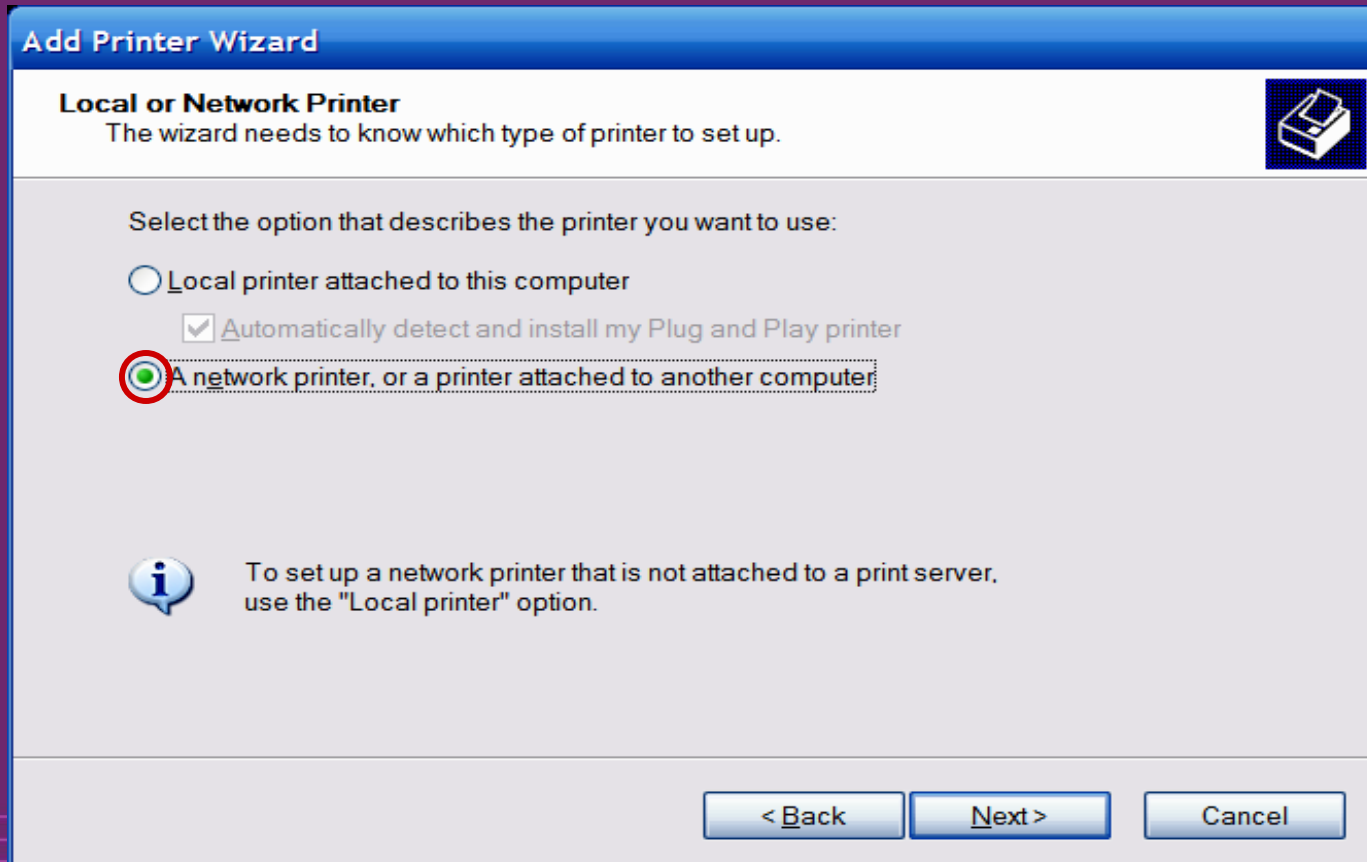 Add Printer Wizard
Local or Network Printer
The wizard needs to know which type of printer to set up.
Select the option that describes the printer you want to use:
Local printer attached to this computer
Automatically detect and install my Plug and Play printer
A network printer, or a printer attached to another computer
To set up a network printer that is not attached to a print server,
use the "Local printer" option.
< Back Next > Cancel